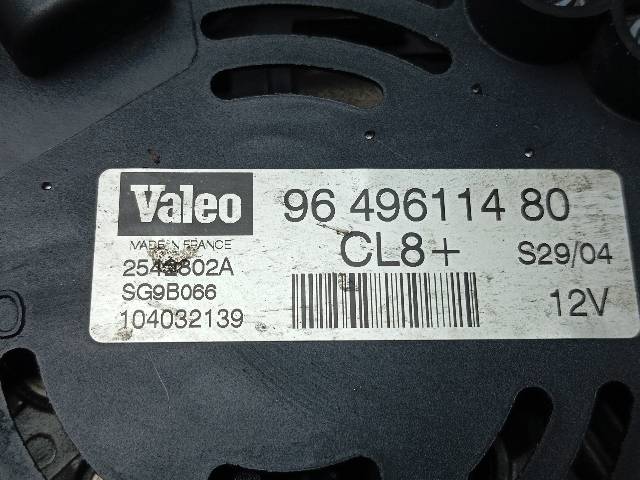 Valeo
96 496114 80
MADE IN FRANCE
CL8+
S29/04
SG9B066
12V
104032139